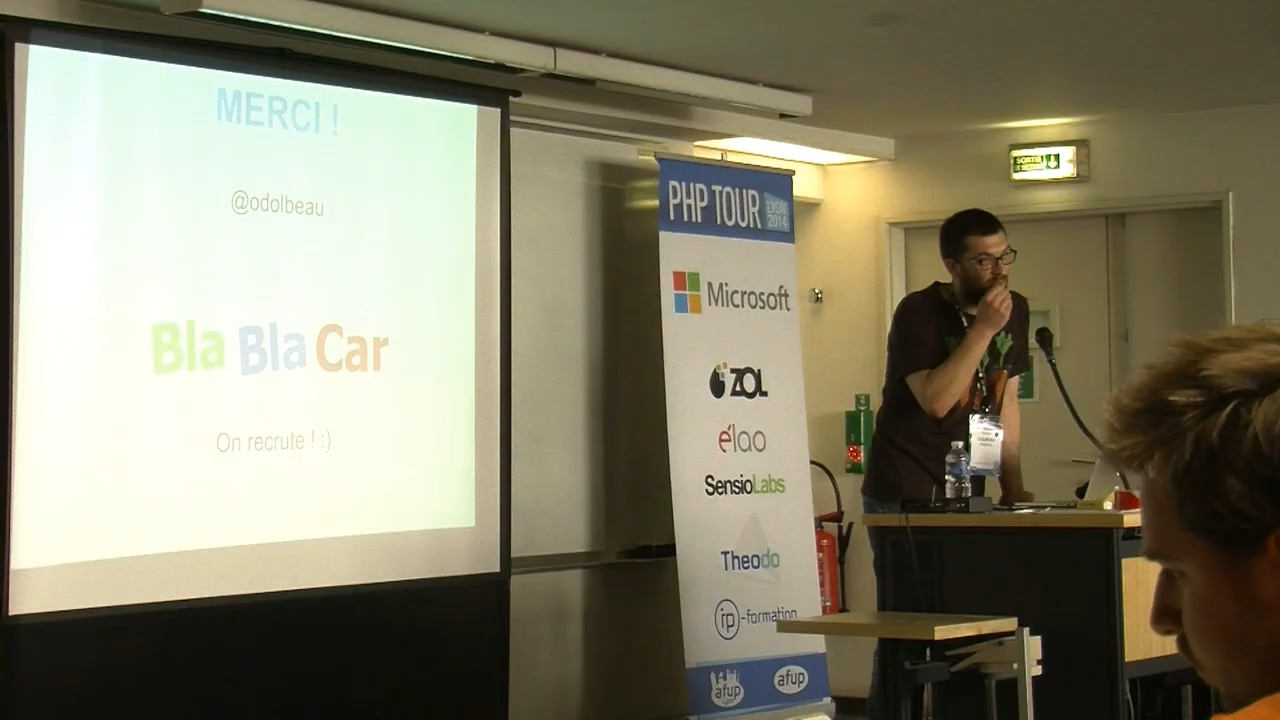 MERCI !
@odolbeau
Bla Bla Car
On recrute ! :)
PHP TOUR
LYON
2014
Microsoft
ZOL
élao
SensioLabs
Theodo
ip-formation
afup
afup
SORTIE